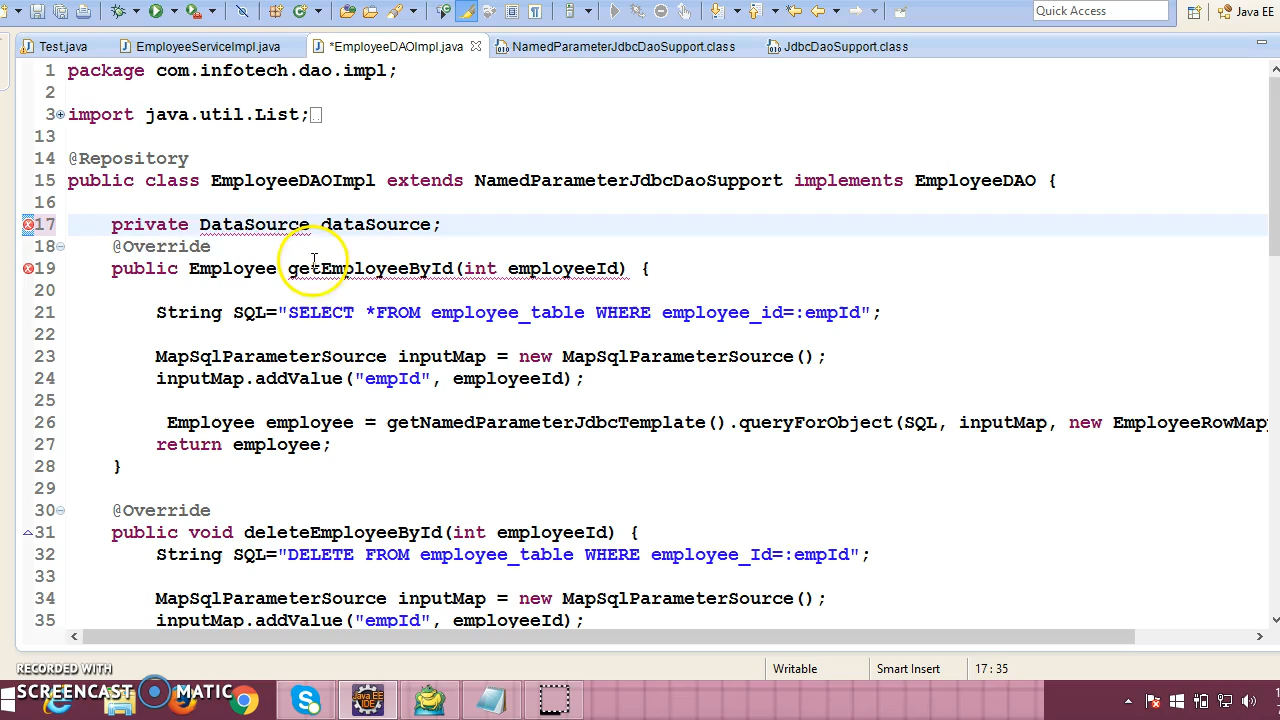 Quick Access
Java EE
Test.java
EmployeeServiceImpl.java
*EmployeeDAOImpl.java
NamedParameterJdbcDaoSupport.class
JdbcDaoSupport.class
1 package com.infotech.dao.impl;
2
3 import java.util.List;
13
14 @Repository
15 public class EmployeeDAOImpl extends NamedParameterJdbcDaoSupport implements EmployeeDAO {
16
17 private DataSource dataSource;
18 @Override
19 public Employee getEmployeeById(int employeeId) {
20
21 String SQL="SELECT *FROM employee_table WHERE employee_id=:empId";
22
23 MapSqlParameterSource inputMap = new MapSqlParameterSource();
24 inputMap.addValue("empId", employeeId);
25
26 Employee employee = getNamedParameterJdbcTemplate().queryForObject(SQL, inputMap, new EmployeeRowMapp
27 return employee;
28 }
29
30 @Override
31 public void deleteEmployeeById(int employeeId) {
32 String SQL="DELETE FROM employee_table WHERE employee_Id=:empId";
33
34 MapSqlParameterSource inputMap = new MapSqlParameterSource();
35 inputMap.addValue("empId", employeeId);
Writable
Smart Insert
17 : 35
RECORDED WITH
SCREENCAST MATIC
Java EE
IDE